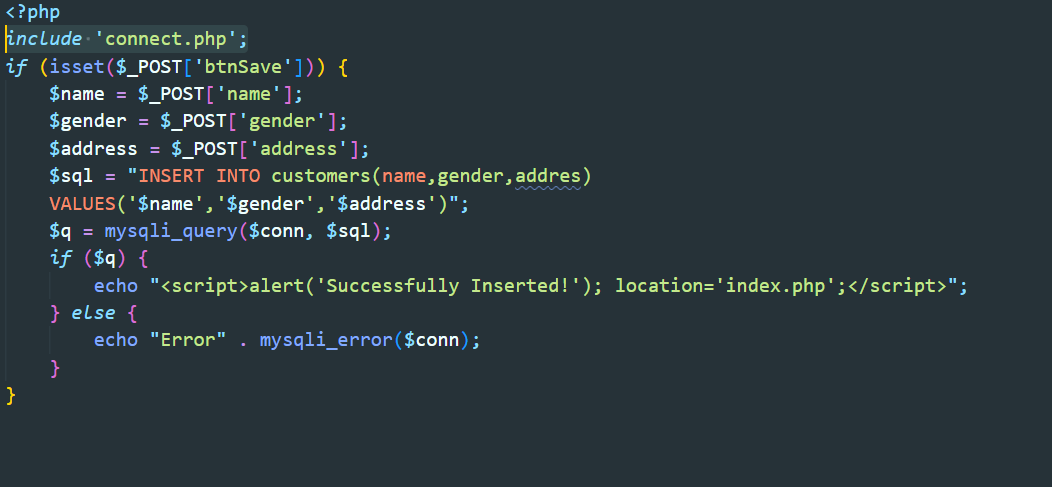 <?php
include 'connect.php';
if (isset($_POST['btnSave'])) {
    $name = $_POST['name'];
    $gender = $_POST['gender'];
    $address = $_POST['address'];
    $sql = "INSERT INTO customers(name,gender,addres)
    VALUES('$name','$gender','$address')";
    $q = mysqli_query($conn, $sql);
    if ($q) {
        echo "<script>alert('Successfully Inserted!'); location='index.php';</script>";
    } else {
        echo "Error" . mysqli_error($conn);
    }
}